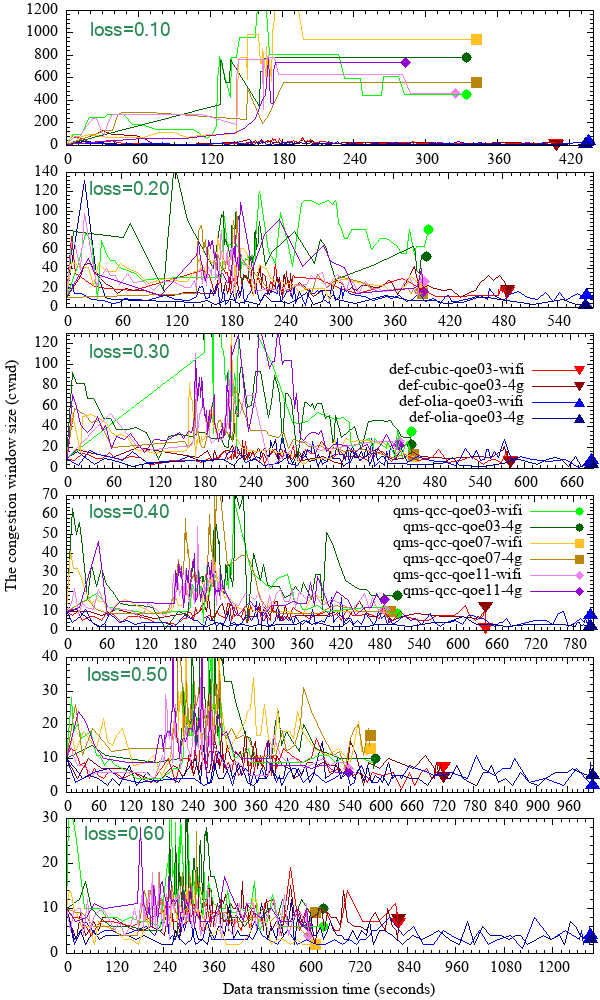 1200
1000
800
600
400
200
0
loss=0.10
0 60 120 180 240 300 360 420
140
120
100
80
60
40
20
0
loss=0.20
0 60 120 180 240 300 360 420 480 540
120
100
80
60
40
20
0
loss=0.30
def-cubic-qoe03-wifi
def-cubic-qoe03-4g
def-olia-qoe03-wifi
def-olia-qoe03-4g
0 60 120 180 240 300 360 420 480 540 600 660
The congestion window size (cwnd)
70
60
50
40
30
20
10
0
loss=0.40
qms-qcc-qoe03-wifi
qms-qcc-qoe03-4g
qms-qcc-qoe07-wifi
qms-qcc-qoe07-4g
qms-qcc-qoe11-wifi
qms-qcc-qoe11-4g
0 60 120 180 240 300 360 420 480 540 600 660 720 780
40
30
20
10
0
loss=0.50
0 60 120 180 240 300 360 420 480 540 600 660 720 780 840 900 960
30
20
10
0
loss=0.60
0 120 240 360 480 600 720 840 960 1080 1200
Data transmission time (seconds)